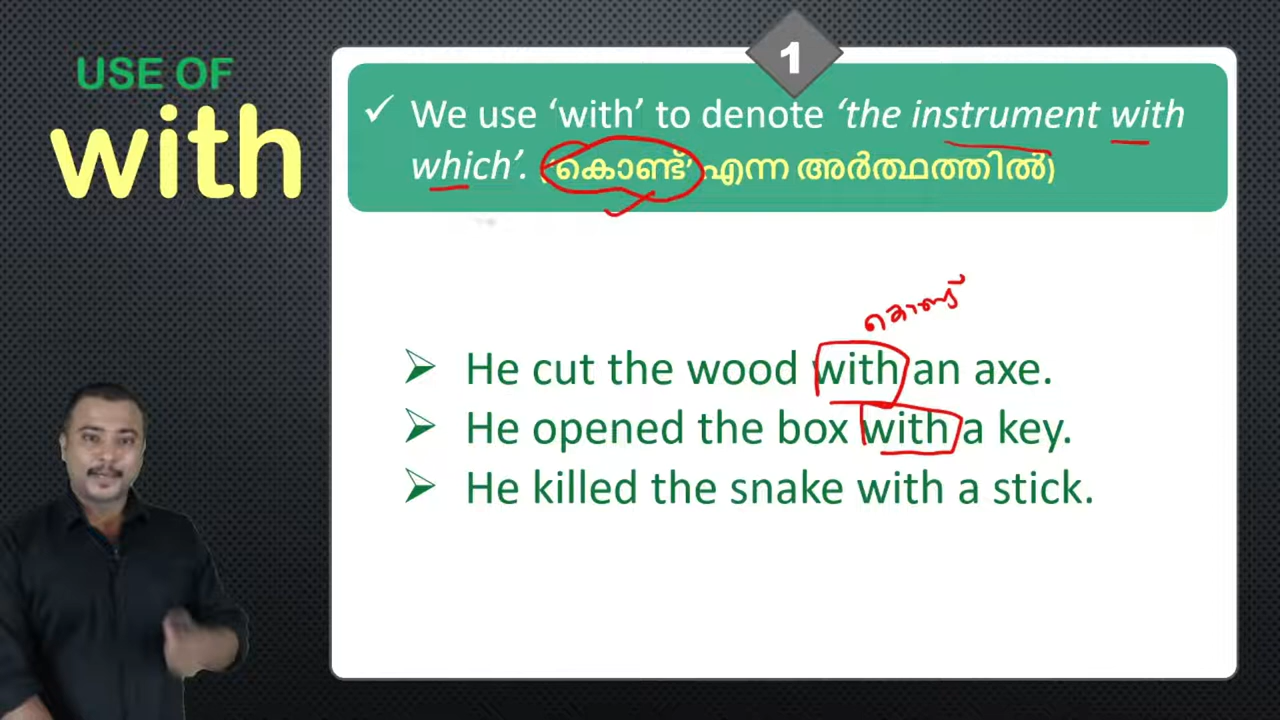 USE OF
with
1
✓ We use ‘with’ to denote ‘the instrument with
which’. (‘കൊണ്ട്’ എന്ന അർത്ഥത്തിൽ)
കൊണ്ട്
➢ He cut the wood with an axe.
➢ He opened the box with a key.
➢ He killed the snake with a stick.